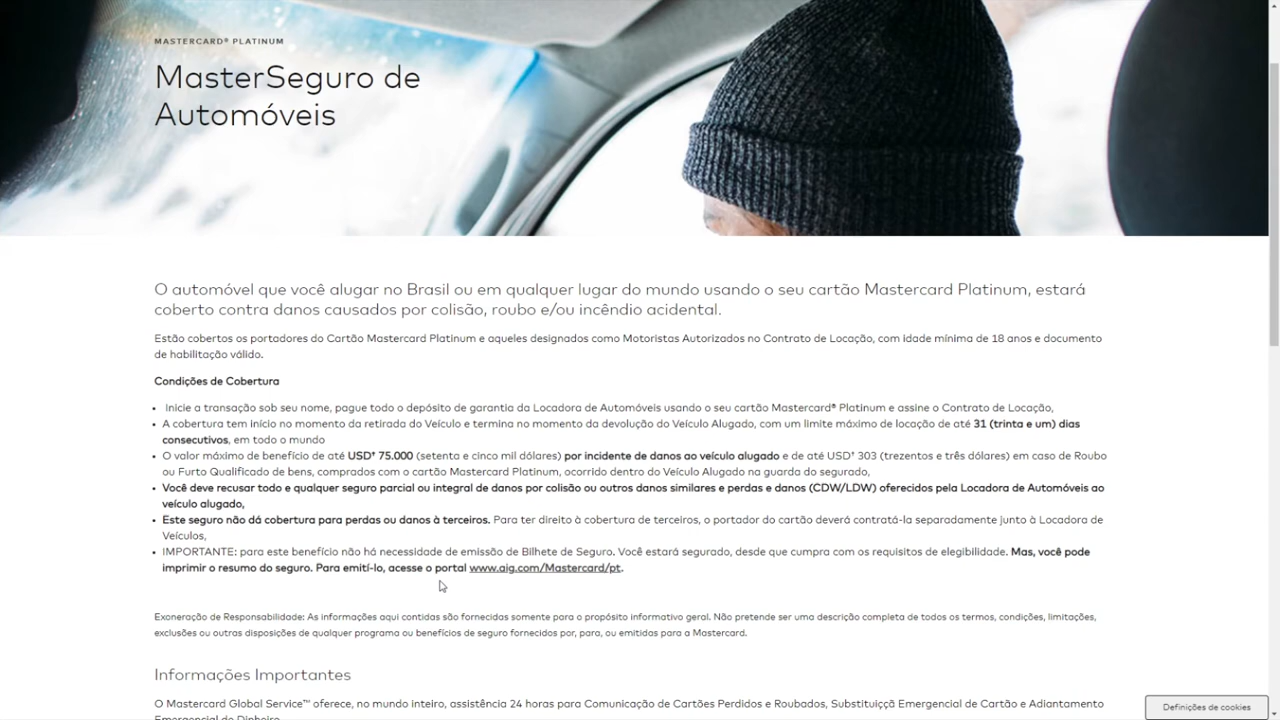 MASTERCARD® PLATINUM
MasterSeguro de
Automóveis
O automóvel que você alugar no Brasil ou em qualquer lugar do mundo usando o seu cartão Mastercard Platinum, estará
coberto contra danos causados por colisão, roubo e/ou incêndio acidental.
Estão cobertos os portadores do Cartão Mastercard Platinum e aqueles designados como Motoristas Autorizados no Contrato de Locação, com idade mínima de 18 anos e documento
de habilitação válido.
Condições de Cobertura
• Inicie a transação sob seu nome, pague todo o depósito de garantia da Locadora de Automóveis usando o seu cartão Mastercard® Platinum e assine o Contrato de Locação,
• A cobertura tem início no momento da retirada do Veículo e termina no momento da devolução do Veículo Alugado, com um limite máximo de locação de até 31 (trinta e um) dias
consecutivos, em todo o mundo
• O valor máximo de benefício de até USD† 75.000 (setenta e cinco mil dólares) por incidente de danos ao veículo alugado e de até USD† 303 (trezentos e três dólares) em caso de Roubo
ou Furto Qualificado de bens, comprados com o cartão Mastercard Platinum, ocorrido dentro do Veículo Alugado na guarda do segurado,
• Você deve recusar todo e qualquer seguro parcial ou integral de danos por colisão ou outros danos similares e perdas e danos (CDW/LDW) oferecidos pela Locadora de Automóveis ao
veículo alugado,
• Este seguro não dá cobertura para perdas ou danos à terceiros. Para ter direito à cobertura de terceiros, o portador do cartão deverá contratá-la separadamente junto à Locadora de
Veículos,
• IMPORTANTE: para este benefício não há necessidade de emissão de Bilhete de Seguro. Você estará segurado, desde que cumpra com os requisitos de elegibilidade. Mas, você pode
imprimir o resumo do seguro. Para emití-lo, acesse o portal www.aig.com/Mastercard/pt.
Exoneração de Responsabilidade: As informações aqui contidas são fornecidas somente para o propósito informativo geral. Não pretende ser uma descrição completa de todos os termos, condições, limitações,
exclusões ou outras disposições de qualquer programa ou benefícios de seguro fornecidos por, para, ou emitidas para a Mastercard.
Informações Importantes
O Mastercard Global Service™ oferece, no mundo inteiro, assistência 24 horas para Comunicação de Cartões Perdidos e Roubados, Substituiçã Emergencial de Cartão e Adiantamento
Emergencial de Dinheiro
Definições de cookies